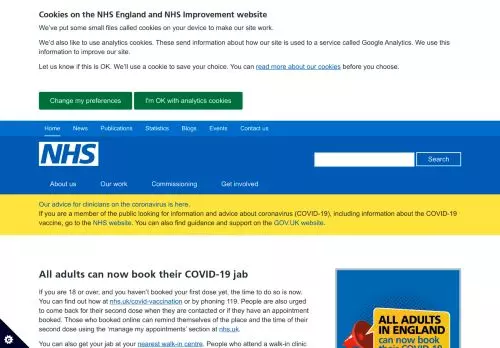 Cookies on the NHS England and NHS Improvement website
We've put some small files called cookies on your device to make our site work.
We'd also like to use analytics cookies. These send information about how our site is used to a service called Google Analytics. We use this
information to improve our site.
Let us know if this is OK. We'll use a cookie to save your choice. You can read more about our cookies before you choose.
Change my preferences I'm OK with analytics cookies
Home News Publications Statistics Blogs Events Contact us
NHS
Search
About us Our work Commissioning Get involved
Our advice for clinicians on the coronavirus is here.
If you are a member of the public looking for information and advice about coronavirus (COVID-19), including information about the COVID-19
vaccine, go to the NHS website. You can also find guidance and support on the GOV.UK website.
All adults can now book their COVID-19 jab
If you are 18 or over, and you haven't booked your first dose yet, the time to do so is now.
You can find out how at nhs.uk/covid-vaccination or by phoning 119. People are also urged
to come back for their second dose when they are contacted or if they have an appointment
booked. Those who booked online can remind themselves of the place and the time of their
second dose using the 'manage my appointments' section at nhs.uk.
You can also get your jab at your nearest walk-in centre. People who attend a walk-in clinic
ALL ADULTS
IN ENGLAND
can now book
their COVID-19